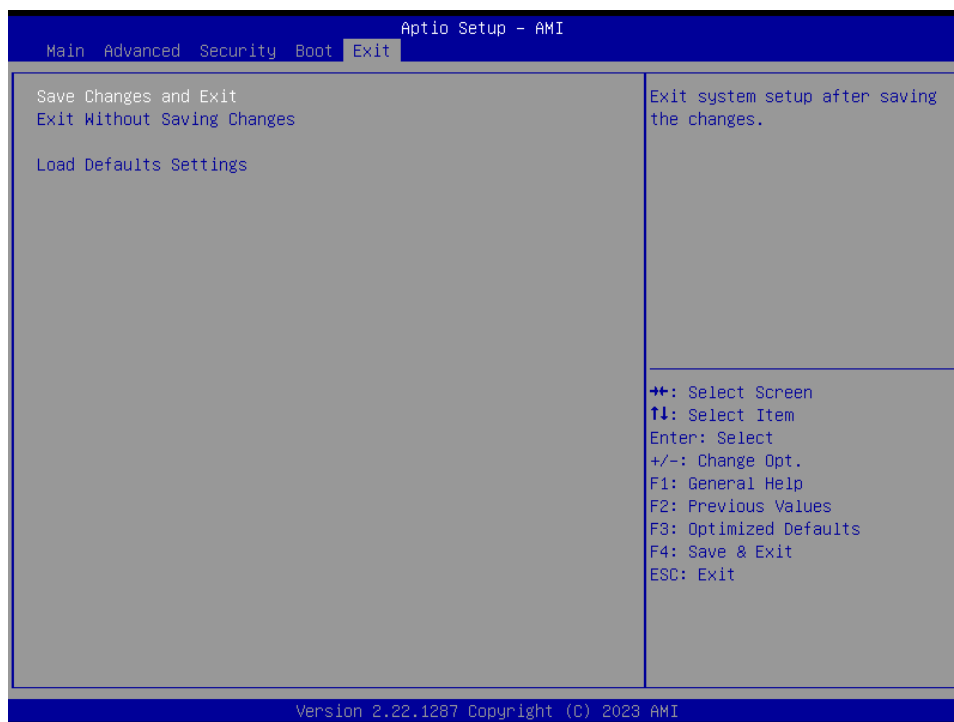 Aptio Setup – AMI
Main Advanced Security Boot Exit
Save Changes and Exit
Exit Without Saving Changes
Load Defaults Settings
Exit system setup after saving
the changes.
→←: Select Screen
↑↓: Select Item
Enter: Select
+/-: Change Opt.
F1: General Help
F2: Previous Values
F3: Optimized Defaults
F4: Save & Exit
ESC: Exit
Version 2.22.1287 Copyright (C) 2023 AMI